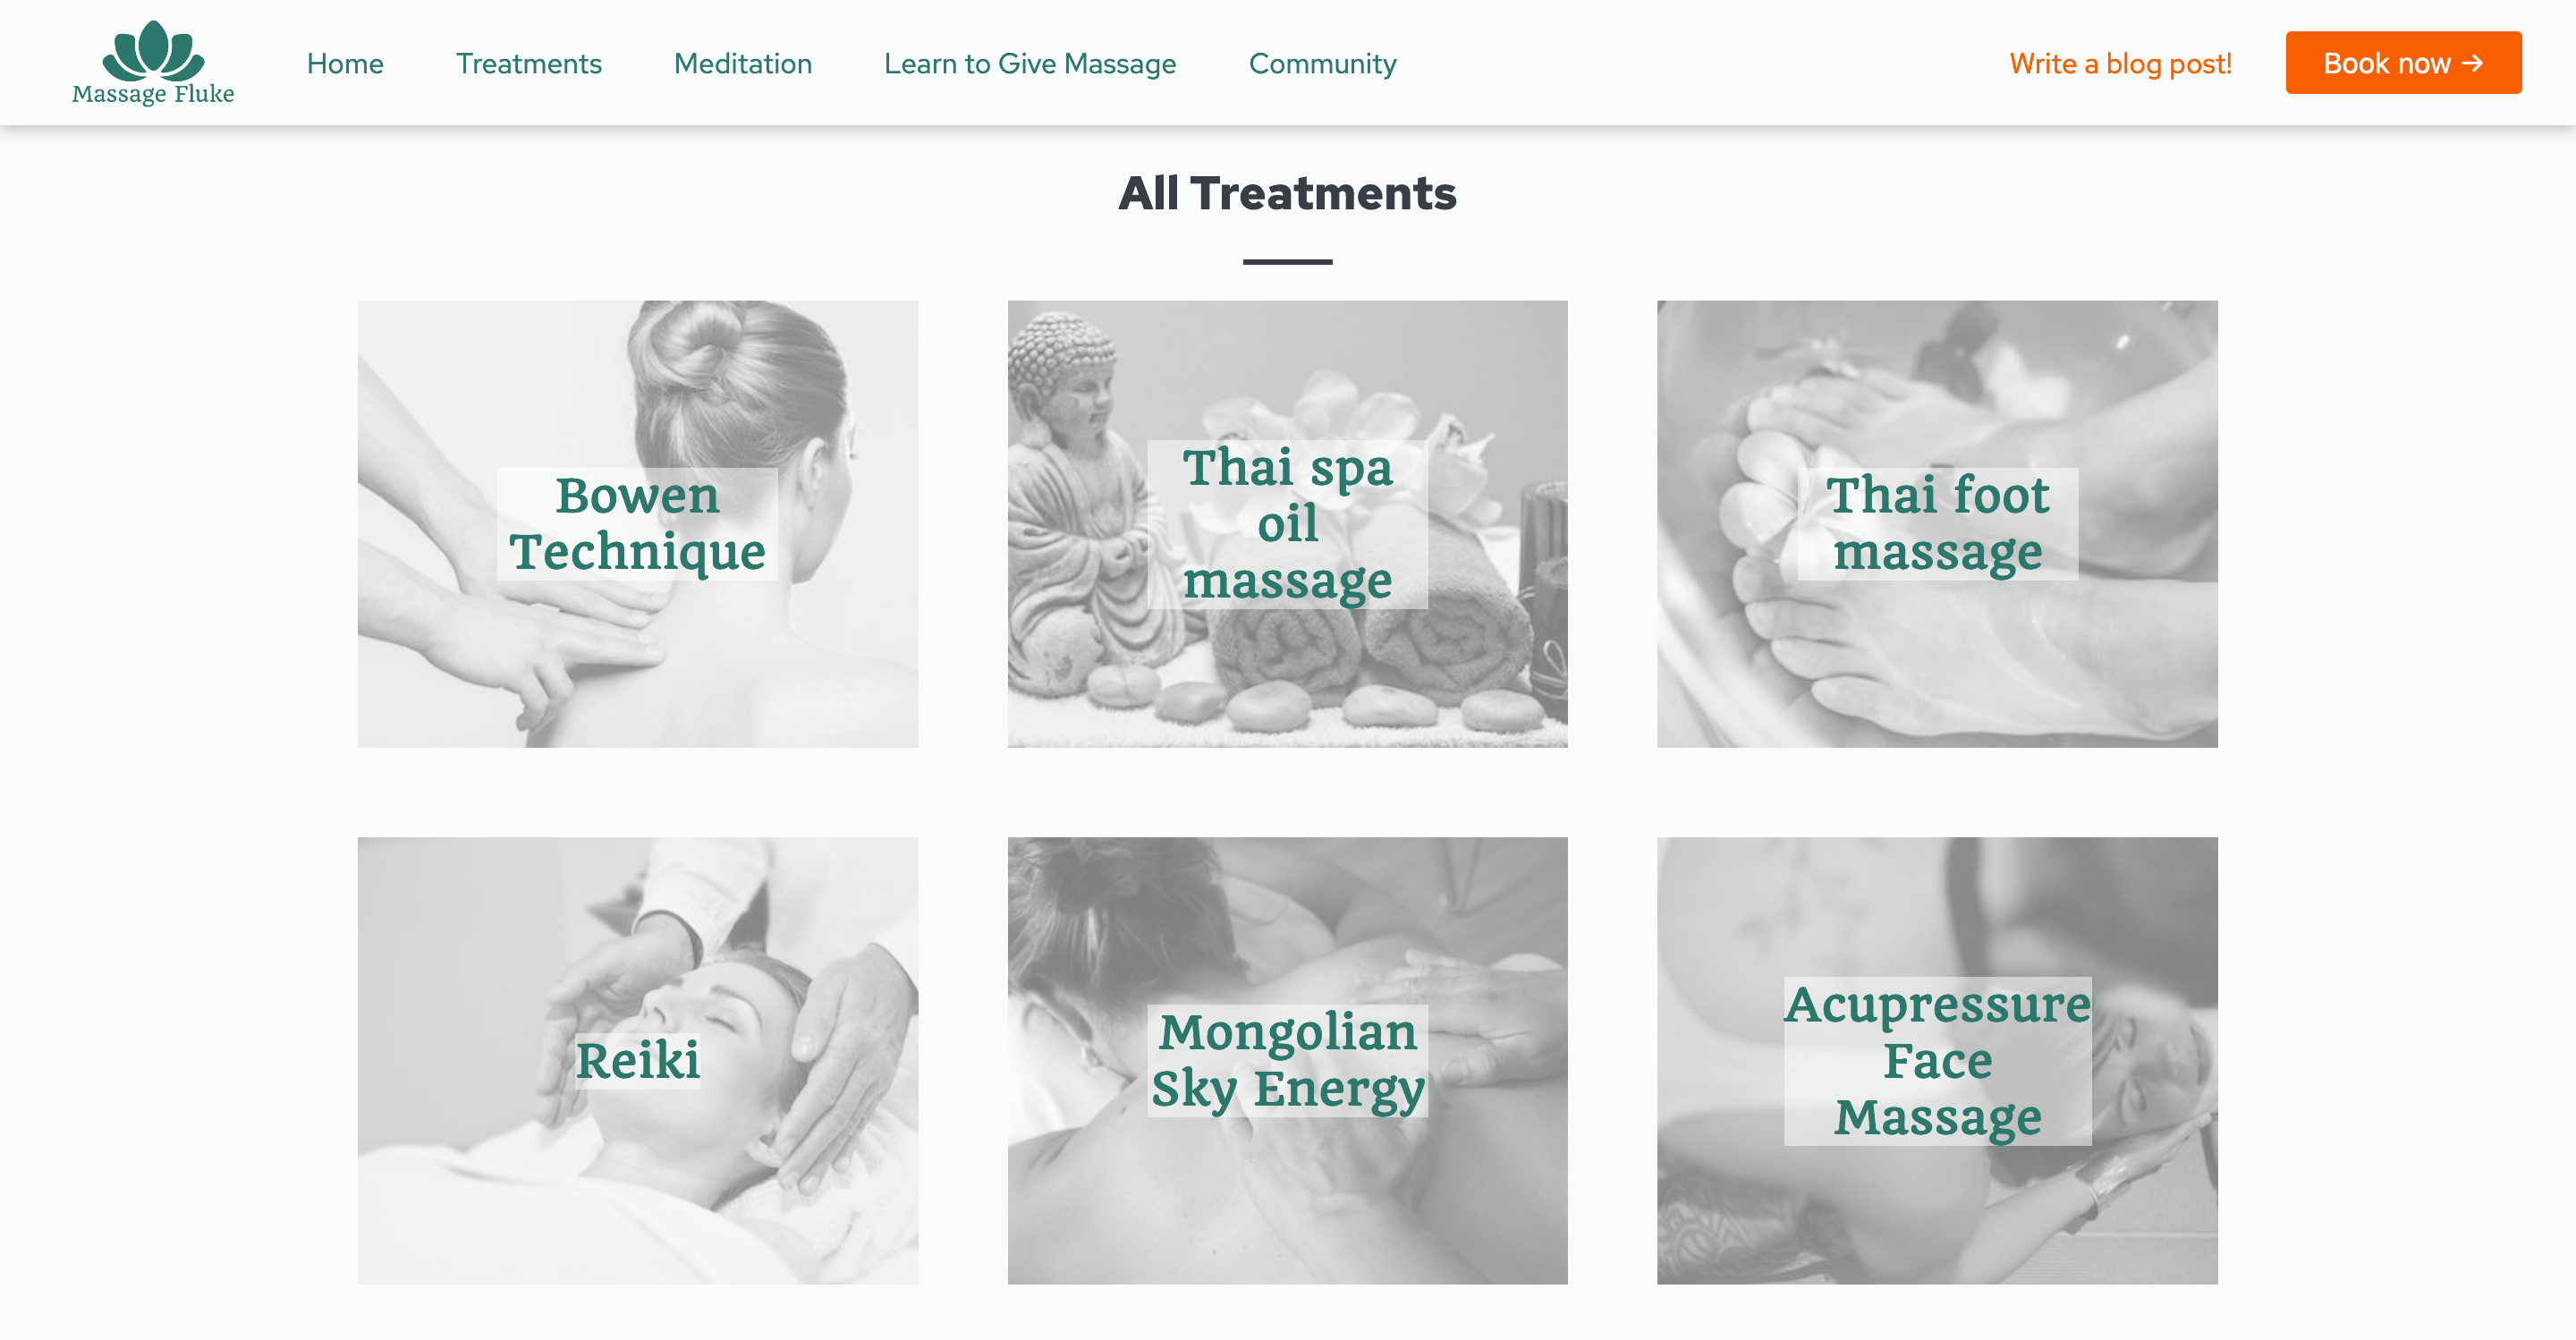 Massage Fluke
Home
Treatments
Meditation
Learn to Give Massage
Community
Write a blog post!
Book now →
All Treatments
Bowen
Technique
Thai spa
oil
massage
Thai foot
massage
Reiki
Mongolian
Sky Energy
Acupressure
Face
Massage